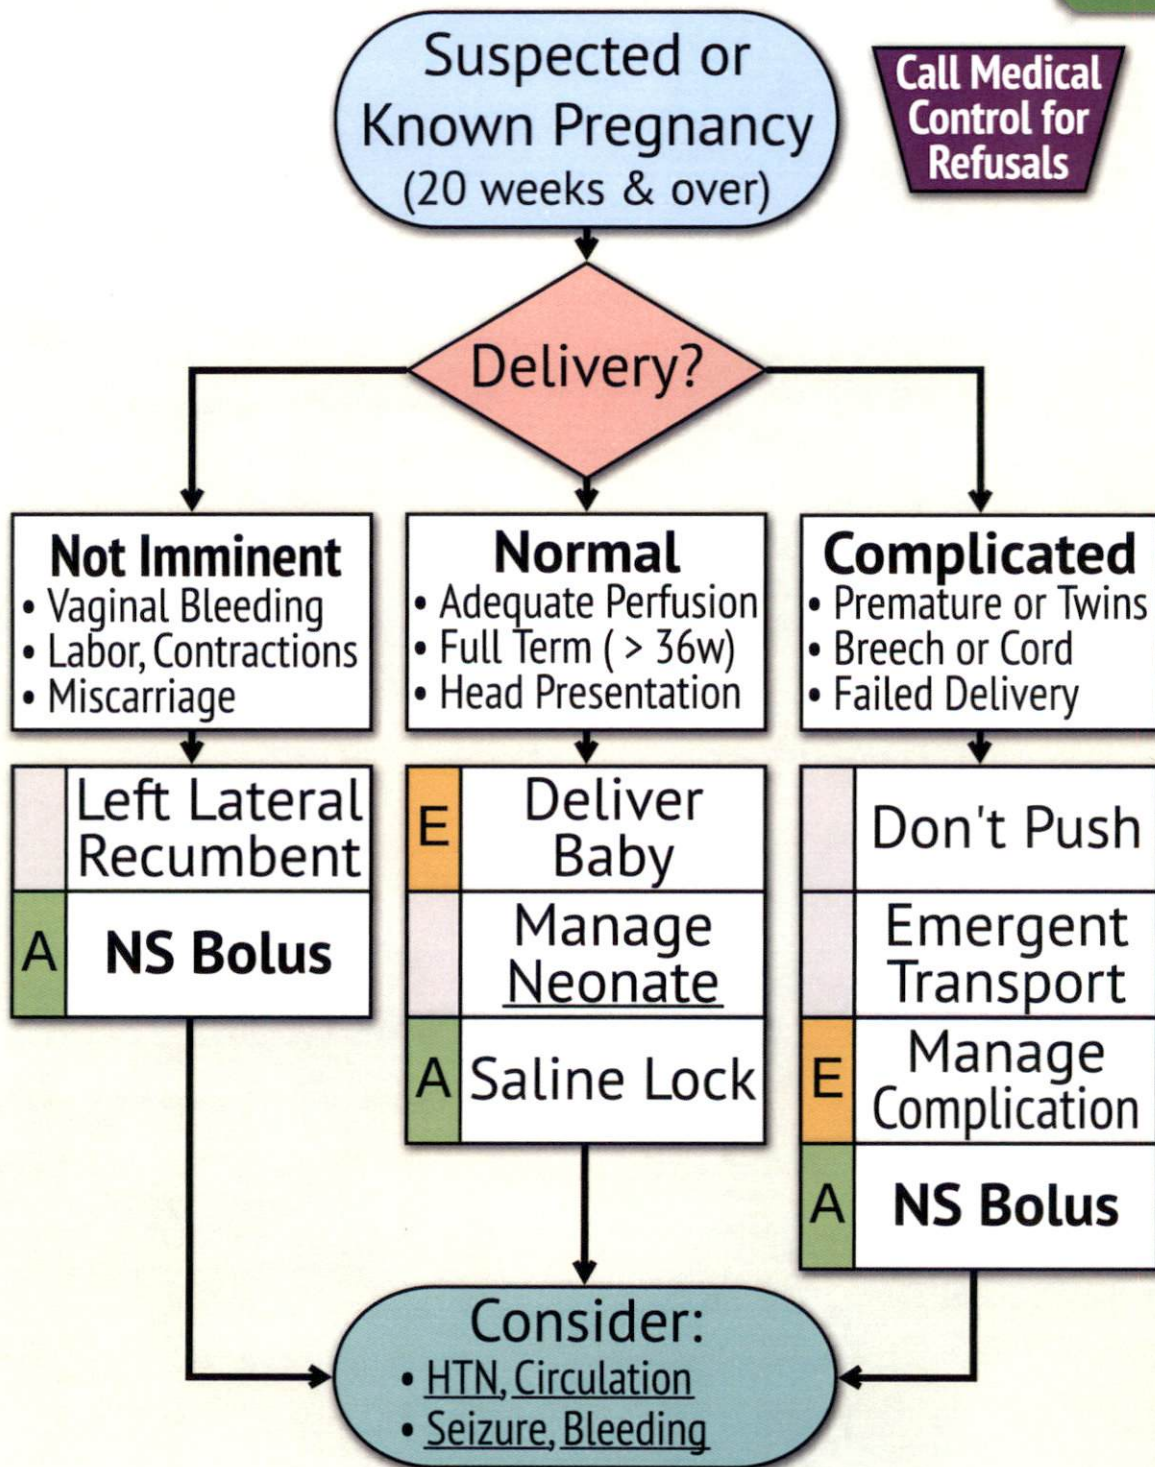 Suspected or
Known Pregnancy
(20 weeks & over)
Call Medical
Control for
Refusals
Delivery?
Not Imminent
• Vaginal Bleeding
• Labor, Contractions
• Miscarriage
Left Lateral
Recumbent
A NS Bolus
Normal
• Adequate Perfusion
• Full Term ( > 36w)
• Head Presentation
E Deliver
Baby
Manage
Neonate
A Saline Lock
Complicated
• Premature or Twins
• Breech or Cord
• Failed Delivery
Don't Push
Emergent
Transport
E Manage
Complication
A NS Bolus
Consider:
• HTN, Circulation
• Seizure, Bleeding